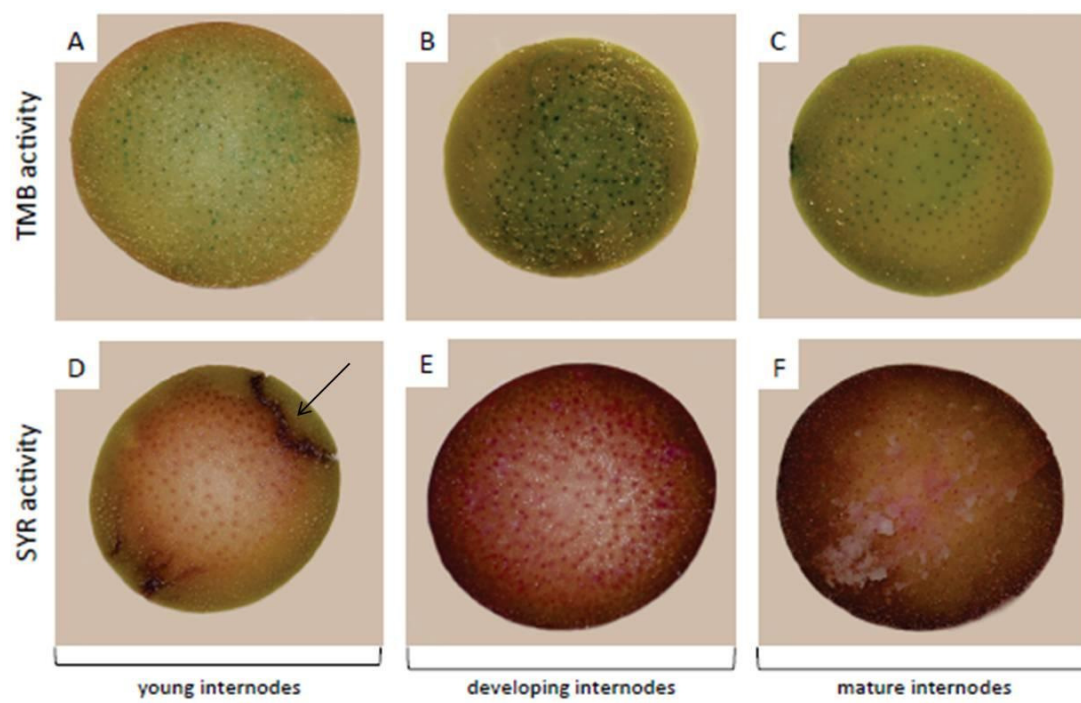 A
B
C
TMB activity
D
E
F
SYR activity
young internodes
developing internodes
mature internodes